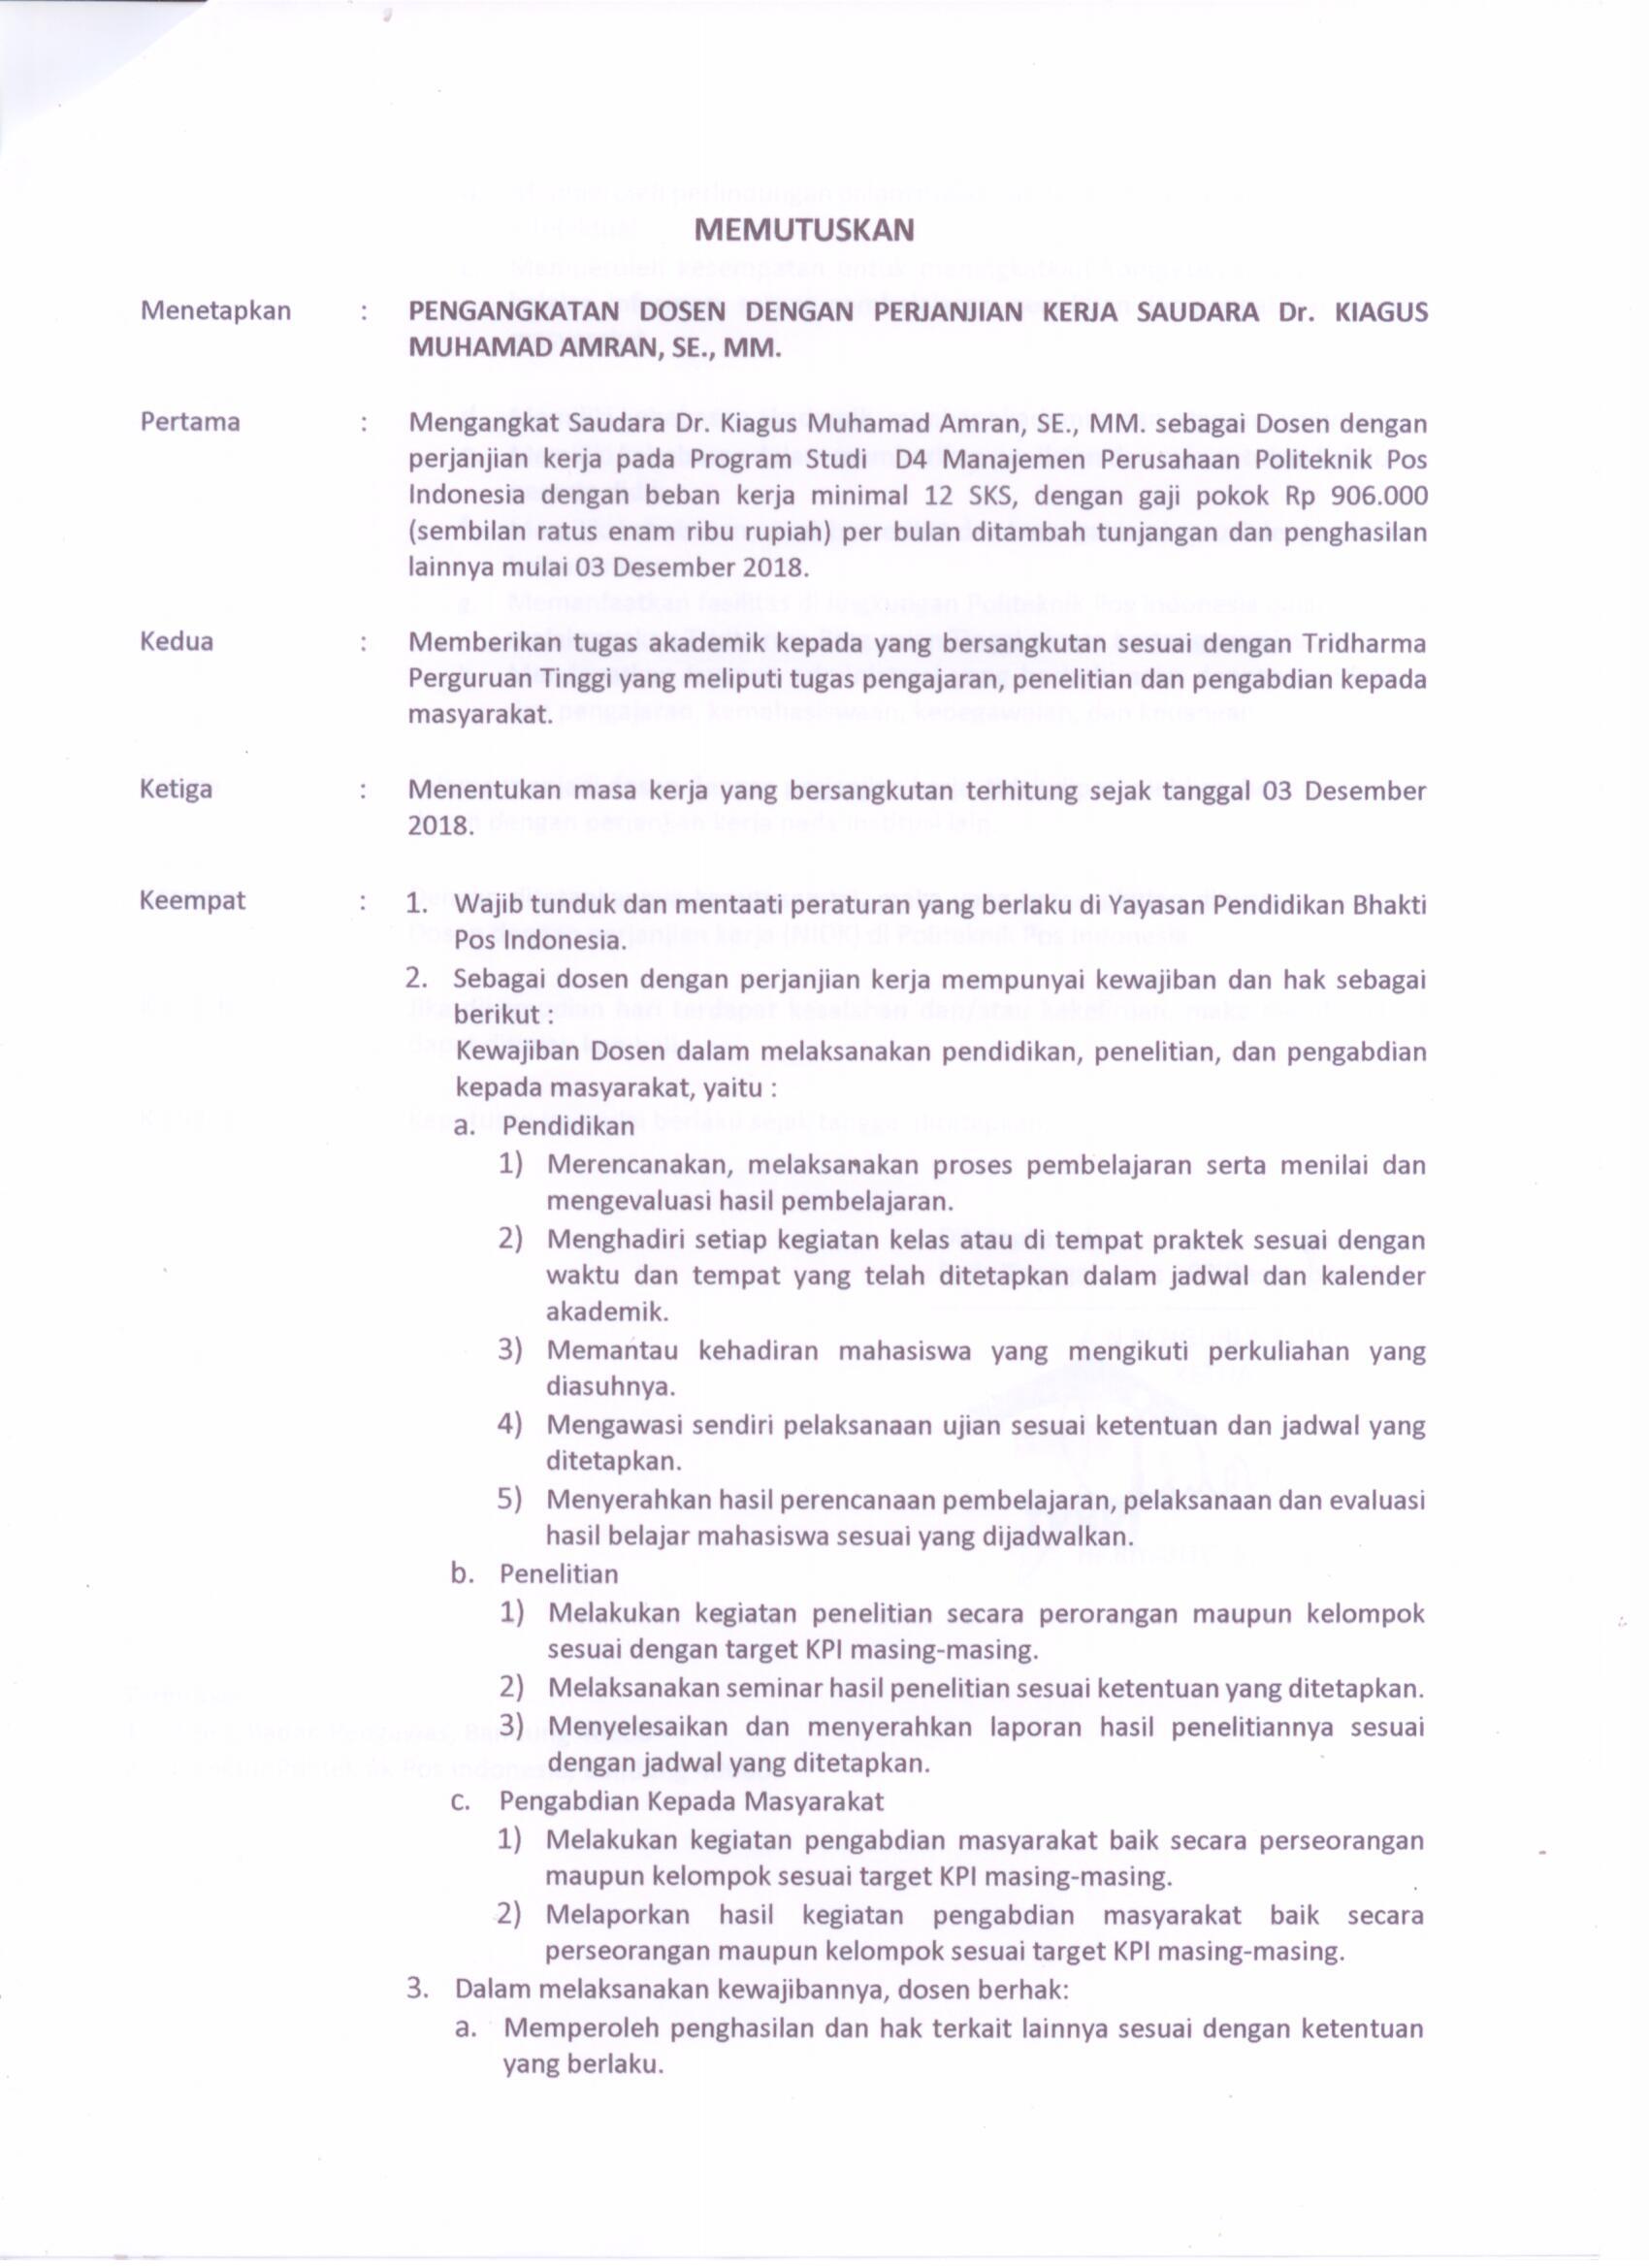 MEMUTUSKAN
Menetapkan : PENGANGKATAN DOSEN DENGAN PERJANJIAN KERJA SAUDARA Dr. KIAGUS
MUHAMAD AMRAN, SE., MM.
Pertama : Mengangkat Saudara Dr. Kiagus Muhamad Amran, SE., MM. sebagai Dosen dengan
perjanjian kerja pada Program Studi D4 Manajemen Perusahaan Politeknik Pos
Indonesia dengan beban kerja minimal 12 SKS, dengan gaji pokok Rp 906.000
(sembilan ratus enam ribu rupiah) per bulan ditambah tunjangan dan penghasilan
lainnya mulai 03 Desember 2018.
Kedua : Memberikan tugas akademik kepada yang bersangkutan sesuai dengan Tridharma
Perguruan Tinggi yang meliputi tugas pengajaran, penelitian dan pengabdian kepada
masyarakat.
Ketiga : Menentukan masa kerja yang bersangkutan terhitung sejak tanggal 03 Desember
2018.
Keempat : 1. Wajib tunduk dan mentaati peraturan yang berlaku di Yayasan Pendidikan Bhakti
Pos Indonesia.
2. Sebagai dosen dengan perjanjian kerja mempunyai kewajiban dan hak sebagai
berikut :
Kewajiban Dosen dalam melaksanakan pendidikan, penelitian, dan pengabdian
kepada masyarakat, yaitu :
a. Pendidikan
1) Merencanakan, melaksanakan proses pembelajaran serta menilai dan
mengevaluasi hasil pembelajaran.
2) Menghadiri setiap kegiatan kelas atau di tempat praktek sesuai dengan
waktu dan tempat yang telah ditetapkan dalam jadwal dan kalender
akademik.
3) Memantau kehadiran mahasiswa yang mengikuti perkuliahan yang
diasuhnya.
4) Mengawasi sendiri pelaksanaan ujian sesuai ketentuan dan jadwal yang
ditetapkan.
5) Menyerahkan hasil perencanaan pembelajaran, pelaksanaan dan evaluasi
hasil belajar mahasiswa sesuai yang dijadwalkan.
b. Penelitian
1) Melakukan kegiatan penelitian secara perorangan maupun kelompok
sesuai dengan target KPI masing-masing.
2) Melaksanakan seminar hasil penelitian sesuai ketentuan yang ditetapkan.
3) Menyelesaikan dan menyerahkan laporan hasil penelitiannya sesuai
dengan jadwal yang ditetapkan.
c. Pengabdian Kepada Masyarakat
1) Melakukan kegiatan pengabdian masyarakat baik secara perseorangan
maupun kelompok sesuai target KPI masing-masing.
2) Melaporkan hasil kegiatan pengabdian masyarakat baik secara
perseorangan maupun kelompok sesuai target KPI masing-masing.
3. Dalam melaksanakan kewajibannya, dosen berhak:
a. Memperoleh penghasilan dan hak terkait lainnya sesuai dengan ketentuan
yang berlaku.